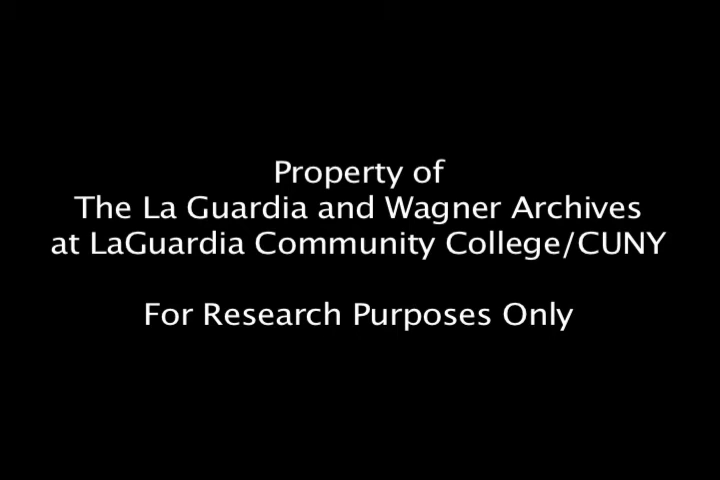 Property of
The La Guardia and Wagner Archives
at LaGuardia Community College/CUNY
For Research Purposes Only